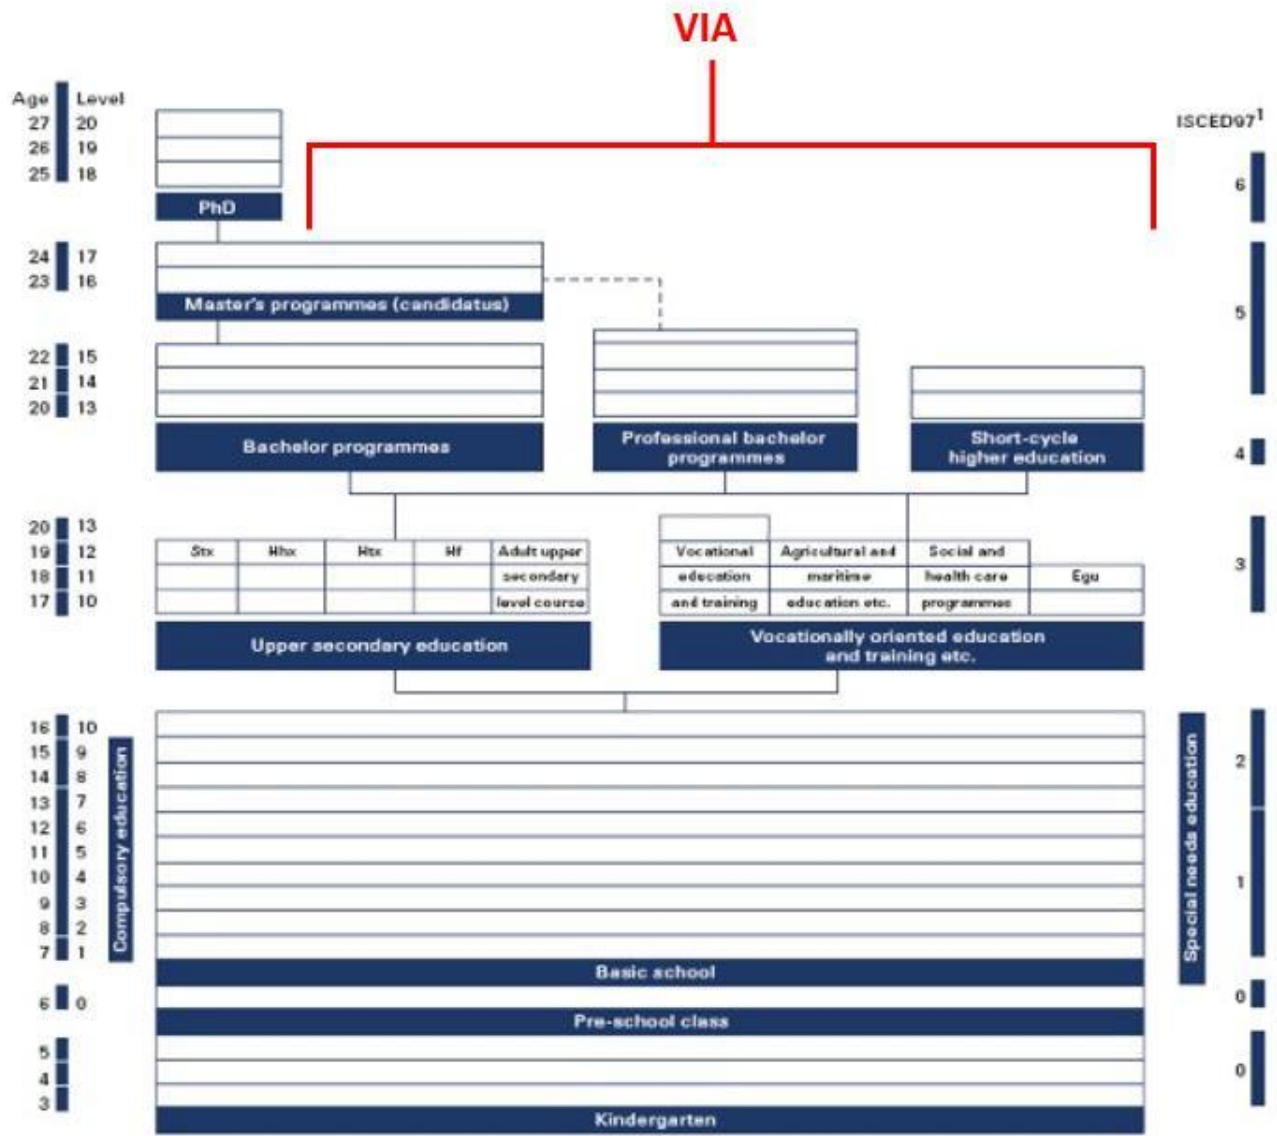 VIA
Age Level
27 20
26 19
25 18
ISCED97¹
6
PhD
24 17
23 16
Master's programmes (candidatus)
5
22 15
21 14
20 13
Bachelor programmes
Professional bachelor
programmes
Short-cycle
higher education
4
20 13
19 12
18 11
17 10
Stx Hhx Htx Hf Adult upper
secondary
level course
Vocational
education
and training
Agricultural and
maritime
education etc.
Social and
health care
programmes
Egu
3
Upper secondary education
Vocationally oriented education
and training etc.
16 10
15 9
14 8
13 7
12 6
11 5
10 4
9 3
8 2
7 1
Compulsory education
Special needs education
2
1
Basic school
6 0
0
Pre-school class
5
4
3
0
Kindergarten